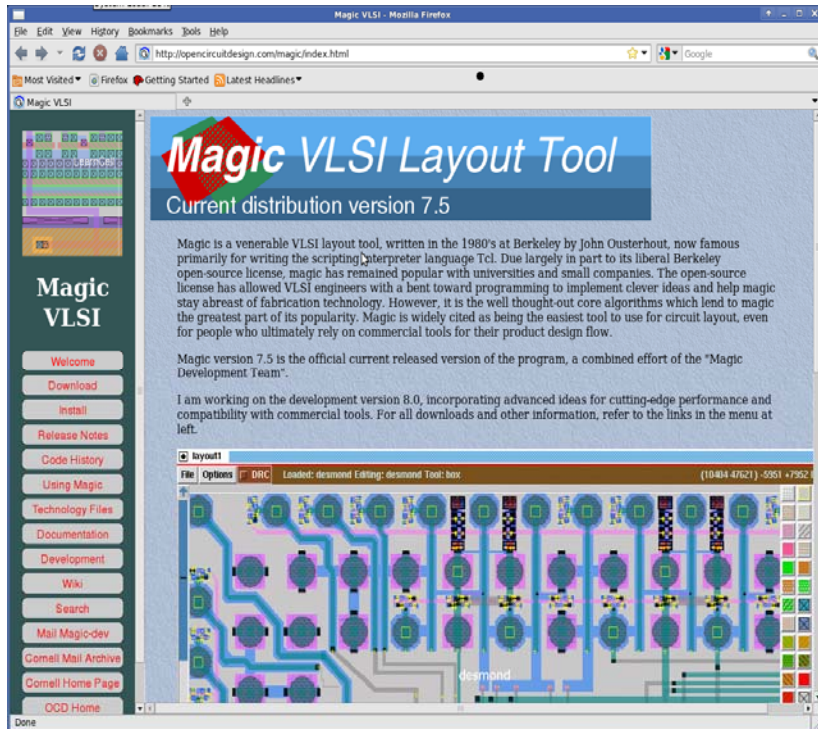 Magic VLSI - Mozilla Firefox
File Edit View History Bookmarks Tools Help
http://opencircuitdesign.com/magic/index.html
Google
Most Visited Firefox Getting Started Latest Headlines
Magic VLSI
Magic VLSI Layout Tool
Current distribution version 7.5
Magic is a venerable VLSI layout tool, written in the 1980's at Berkeley by John Ousterhout, now famous
primarily for writing the scripting interpreter language Tcl. Due largely in part to its liberal Berkeley
open-source license, magic has remained popular with universities and small companies. The open-source
license has allowed VLSI engineers with a bent toward programming to implement clever ideas and help magic
stay abreast of fabrication technology. However, it is the well thought-out core algorithms which lend to magic
the greatest part of its popularity. Magic is widely cited as being the easiest tool to use for circuit layout, even
for people who ultimately rely on commercial tools for their product design flow.
Magic version 7.5 is the official current released version of the program, a combined effort of the "Magic
Development Team".
I am working on the development version 8.0, incorporating advanced ideas for cutting-edge performance and
compatibility with commercial tools. For all downloads and other information, refer to the links in the menu at
left.
Magic
VLSI
Welcome
Download
Install
Release Notes
Code History
Using Magic
Technology Files
Documentation
Development
Wiki
Search
Mail Magic-dev
Cornell Mail Archive
Cornell Home Page
OCD Home
layout1
File Options DRC Loaded: desmond Editing: desmond Tool: box (10404 47621) -5951 +7952
desmond
Done